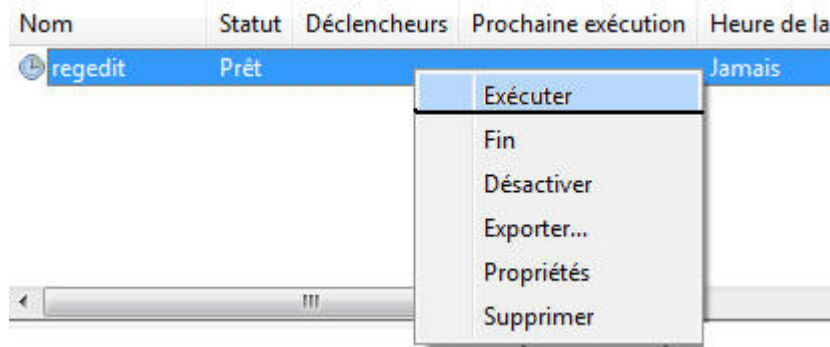 Nom Statut Déclencheurs Prochaine exécution Heure de la
regedit Prêt Jamais
Exécuter
Fin
Désactiver
Exporter...
Propriétés
Supprimer